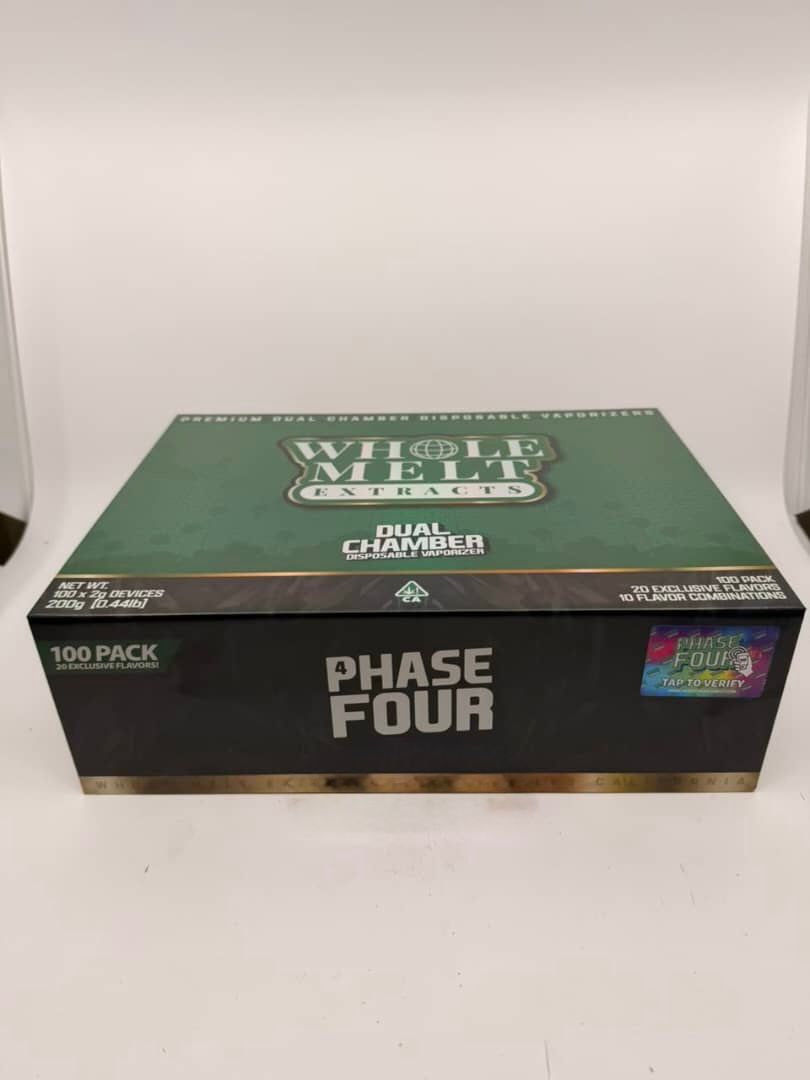 PREMIUM DUAL CHAMBER DISPOSABLE VAPORIZERS
WHOLE
MELT
EXTRACTS
DUAL
CHAMBER
DISPOSABLE VAPORIZER
NET WT.
100 x 2g DEVICES
200g [0.44lb]
CA
100 PACK
20 EXCLUSIVE FLAVORS
10 FLAVOR COMBINATIONS
100 PACK
20 EXCLUSIVE FLAVORS!
4 PHASE
FOUR
PHASE
FOUR
TAP TO VERIFY
WHOLE MELT CALIFORNIA